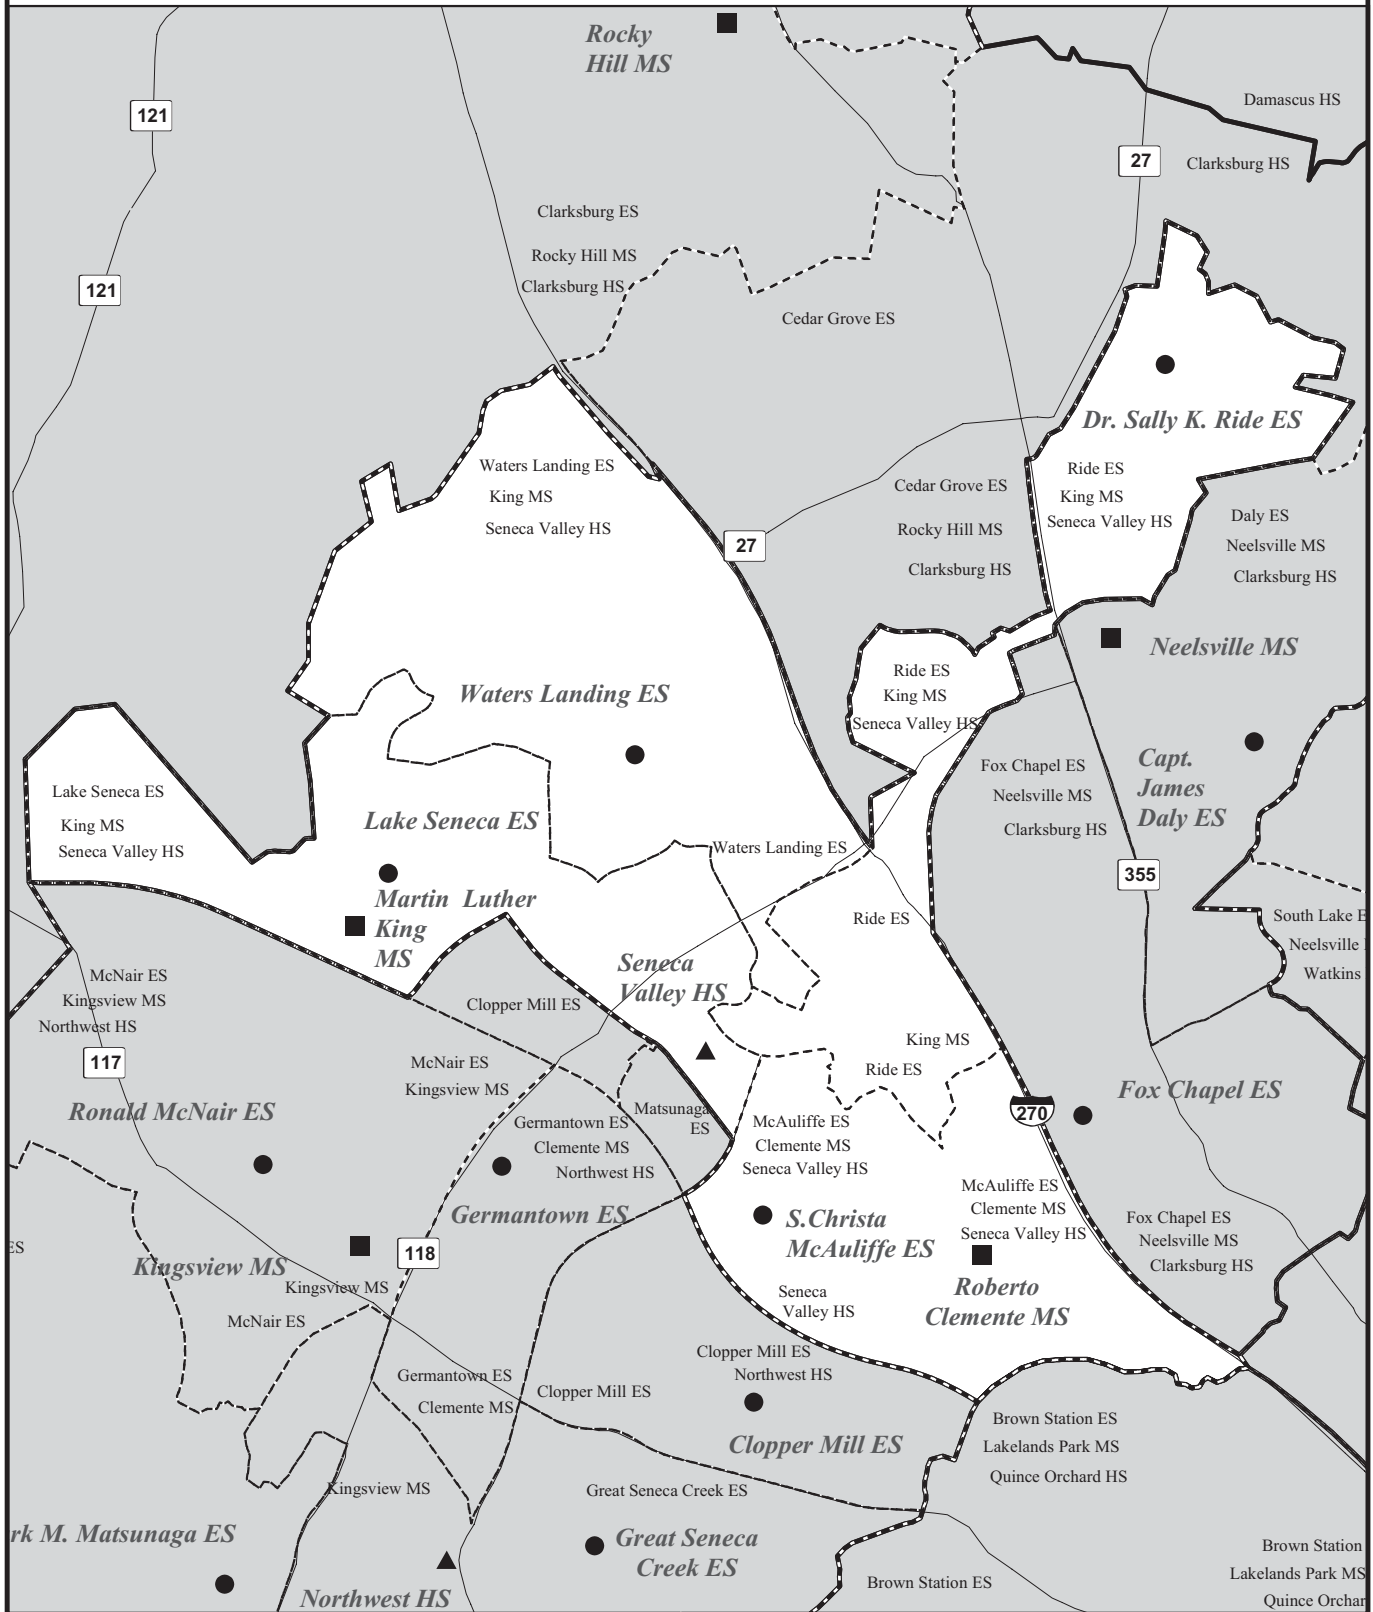 Rocky
Hill MS
121
Damascus HS
27
Clarksburg HS
Clarksburg ES
Rocky Hill MS
Clarksburg HS
121
Cedar Grove ES
Dr. Sally K. Ride ES
Waters Landing ES
King MS
Seneca Valley HS
Cedar Grove ES
Rocky Hill MS
Clarksburg HS
Ride ES
King MS
Seneca Valley HS
Daly ES
Neelsville MS
Clarksburg HS
27
Neelsville MS
Waters Landing ES
Ride ES
King MS
Seneca Valley HS
Capt.
James
Daly ES
Fox Chapel ES
Neelsville MS
Clarksburg HS
Lake Seneca ES
King MS
Seneca Valley HS
Lake Seneca ES
Waters Landing ES
355
Martin Luther
King
MS
Ride ES
South Lake E
Neelsville
Watkins
Seneca
Valley HS
McNair ES
Kingsview MS
Northwest HS
Clopper Mill ES
King MS
Ride ES
117
McNair ES
Kingsview MS
Fox Chapel ES
270
Ronald McNair ES
Matsunaga
ES
Germantown ES
Clemente MS
Northwest HS
McAuliffe ES
Clemente MS
Seneca Valley HS
McAuliffe ES
Clemente MS
Seneca Valley HS
Germantown ES
S.Christa
McAuliffe ES
Fox Chapel ES
Neelsville MS
Clarksburg HS
ES
118
Kingsview MS
Kingsview MS
Seneca
Valley HS
Roberto
Clemente MS
McNair ES
Clopper Mill ES
Northwest HS
Germantown ES
Clemente MS
Clopper Mill ES
Clopper Mill ES
Brown Station ES
Lakelands Park MS
Quince Orchard HS
Kingsview MS
Great Seneca Creek ES
rk M. Matsunaga ES
Great Seneca
Creek ES
Brown Station
Lakelands Park MS
Quince Orchar
Brown Station ES
Northwest HS